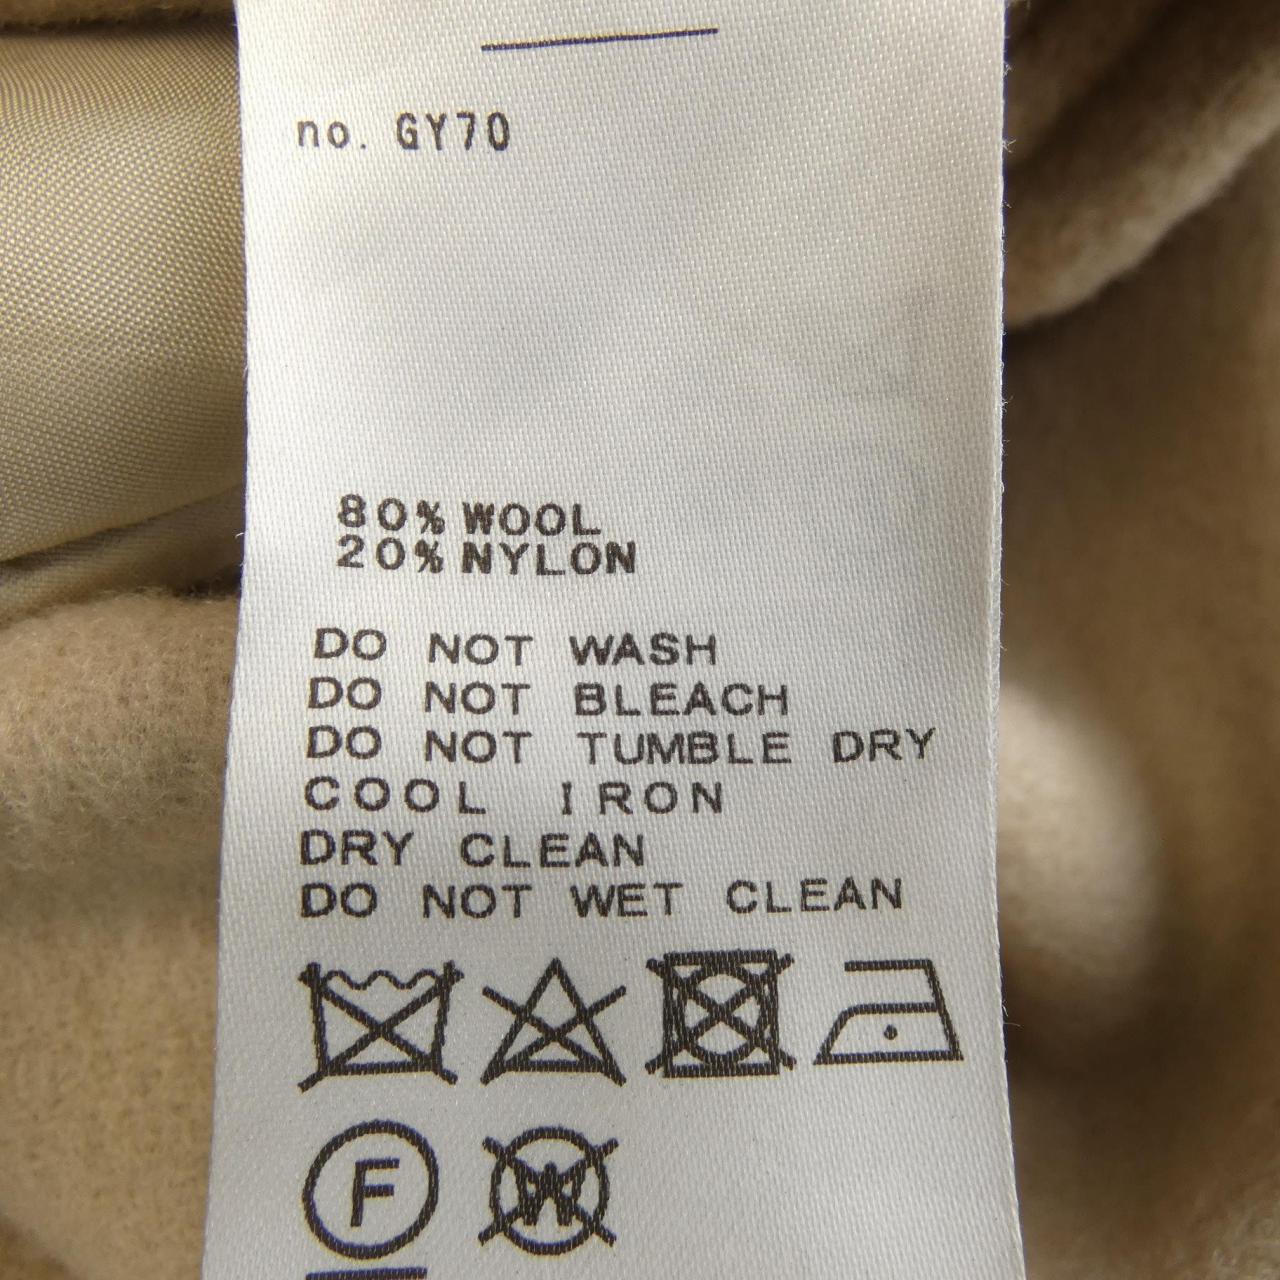 no. GY70
80% WOOL
20% NYLON
DO NOT WASH
DO NOT BLEACH
DO NOT TUMBLE DRY
COOL IRON
DRY CLEAN
DO NOT WET CLEAN
F W